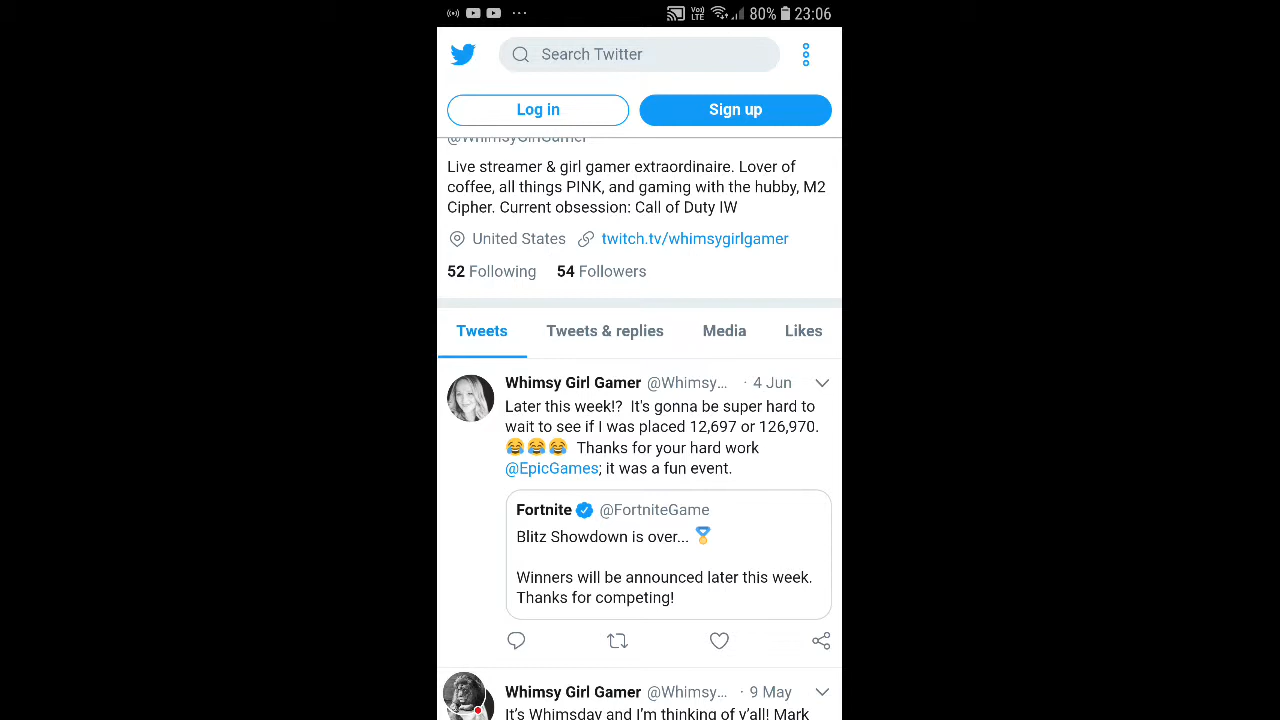 VoLTE 80% 23:06
Search Twitter
Log in Sign up
@WhimsyGirlGamer
Live streamer & girl gamer extraordinaire. Lover of
coffee, all things PINK, and gaming with the hubby, M2
Cipher. Current obsession: Call of Duty IW
United States twitch.tv/whimsygirlgamer
52 Following 54 Followers
Tweets Tweets & replies Media Likes
Whimsy Girl Gamer @Whimsy... · 4 Jun
Later this week!? It's gonna be super hard to
wait to see if I was placed 12,697 or 126,970.
😂😂😂 Thanks for your hard work
@EpicGames; it was a fun event.
Fortnite @FortniteGame
Blitz Showdown is over... 🏅
Winners will be announced later this week.
Thanks for competing!
Whimsy Girl Gamer @Whimsy... · 9 May
It's Whimsday and I'm thinking of y'all! Mark